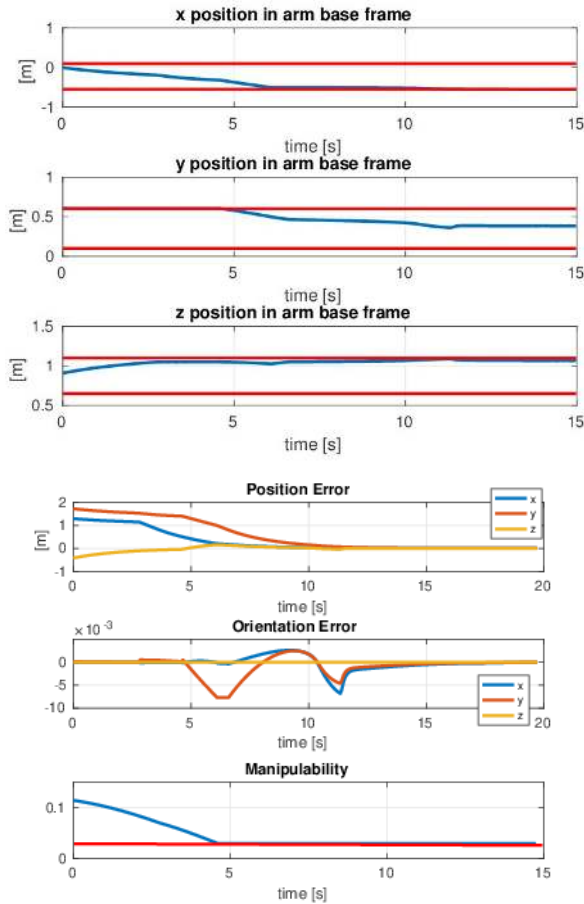 x position in arm base frame
1
0
-1
[m]
0 5 10 15
time [s]
y position in arm base frame
1
0.5
0
[m]
0 5 10 15
time [s]
z position in arm base frame
1.5
1
0.5
[m]
0 5 10 15
time [s]
Position Error
2
1
0
-1
[m]
x
y
z
0 5 10 15 20
time [s]
Orientation Error
× 10 -3
0
-5
-10
x
y
z
0 5 10 15 20
time [s]
Manipulability
0.1
0
0 5 10 15
time [s]